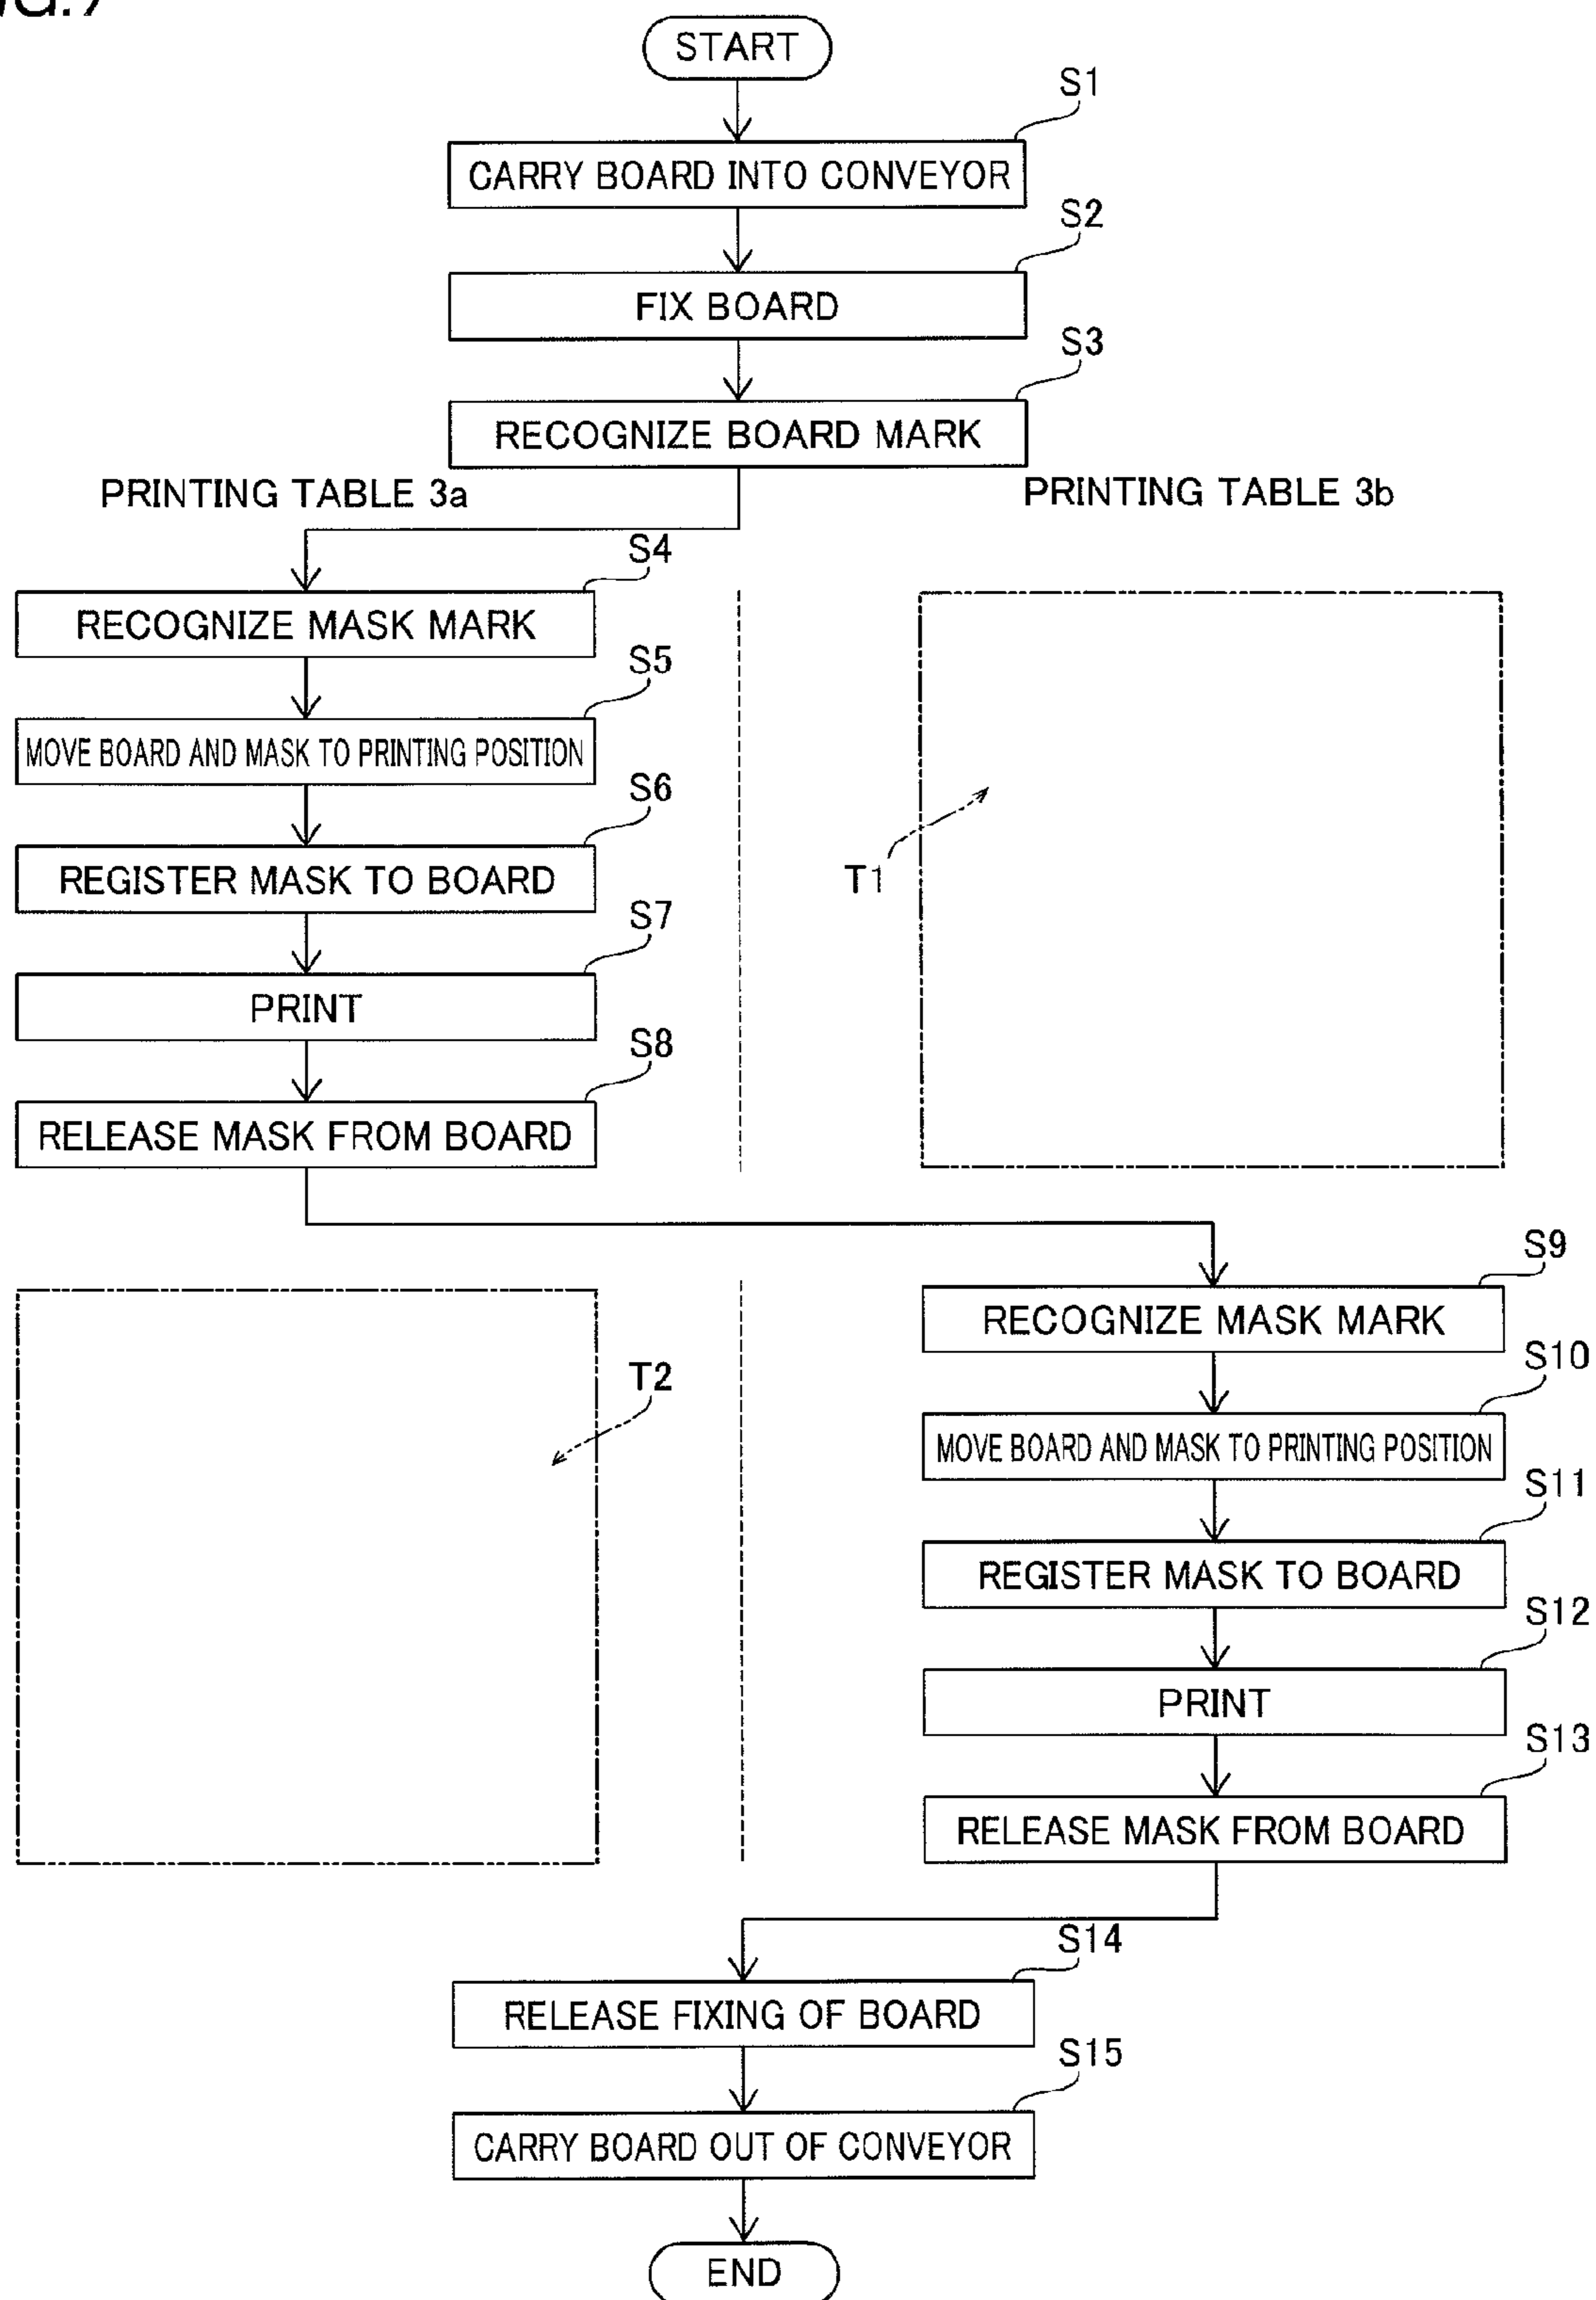 START
S1
CARRY BOARD INTO CONVEYOR
S2
FIX BOARD
S3
RECOGNIZE BOARD MARK
PRINTING TABLE 3a
PRINTING TABLE 3b
S4
RECOGNIZE MASK MARK
S5
MOVE BOARD AND MASK TO PRINTING POSITION
S6
REGISTER MASK TO BOARD
T1
S7
PRINT
S8
RELEASE MASK FROM BOARD
S9
RECOGNIZE MASK MARK
S10
T2
MOVE BOARD AND MASK TO PRINTING POSITION
S11
REGISTER MASK TO BOARD
S12
PRINT
S13
RELEASE MASK FROM BOARD
S14
RELEASE FIXING OF BOARD
S15
CARRY BOARD OUT OF CONVEYOR
END